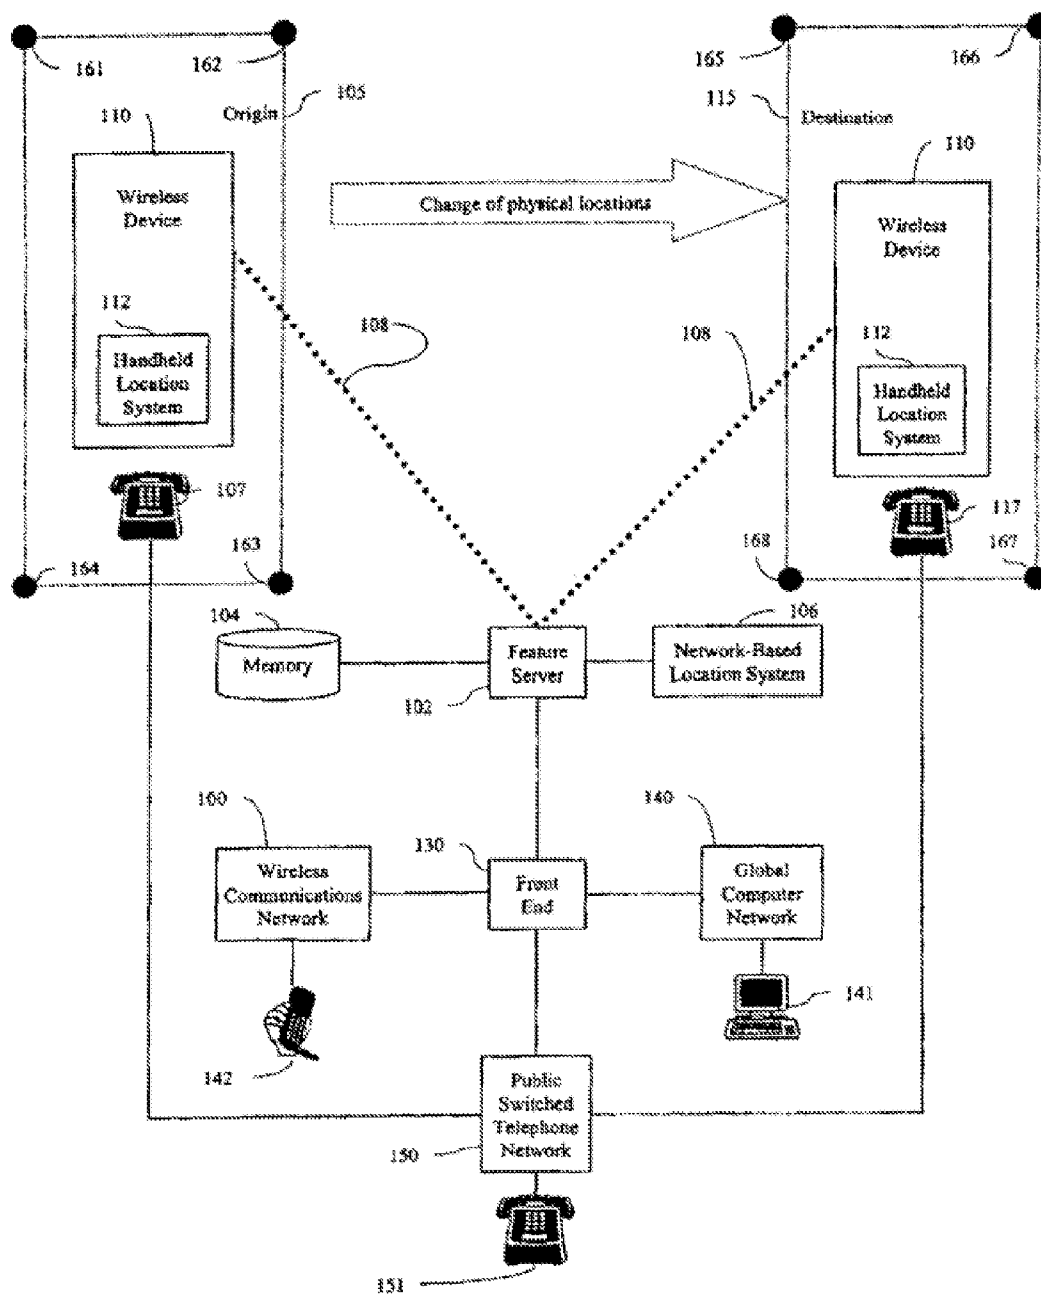 161
162
165
166
105
115
110
Origin
Destination
110
Wireless
Device
Change of physical locations
Wireless
Device
112
108
108
112
Handheld
Location
System
Handheld
Location
System
107
117
164
163
168
167
104
106
Memory
Feature
Server
Network-Based
Location System
102
100
130
140
Wireless
Communications
Network
Front
End
Global
Computer
Network
141
142
Public
Switched
Telephone
Network
150
151